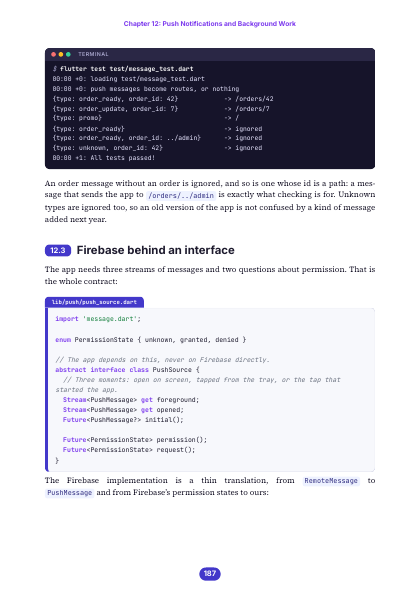 Chapter 12: Push Notifications and Background Work
TERMINAL
$ flutter test test/message_test.dart
00:00 +0: loading test/message_test.dart
00:00 +0: push messages become routes, or nothing
{type: order_ready, order_id: 42} -> /orders/42
{type: order_update, order_id: 7} -> /orders/7
{type: promo} -> /
{type: order_ready} -> ignored
{type: order_ready, order_id: ../admin} -> ignored
{type: unknown, order_id: 42} -> ignored
00:00 +1: All tests passed!
An order message without an order is ignored, and so is one whose id is a path: a mes-
sage that sends the app to /orders/../admin is exactly what checking is for. Unknown
types are ignored too, so an old version of the app is not confused by a kind of message
added next year.
12.3 Firebase behind an interface
The app needs three streams of messages and two questions about permission. That is
the whole contract:
lib/push/push_source.dart
import 'message.dart';
enum PermissionState { unknown, granted, denied }
// The app depends on this, never on Firebase directly.
abstract interface class PushSource {
// Three moments: open on screen, tapped from the tray, or the tap that
started the app.
Stream<PushMessage> get foreground;
Stream<PushMessage> get opened;
Future<PushMessage?> initial();
Future<PermissionState> permission();
Future<PermissionState> request();
}
The Firebase implementation is a thin translation, from RemoteMessage to
PushMessage and from Firebase's permission states to ours:
187